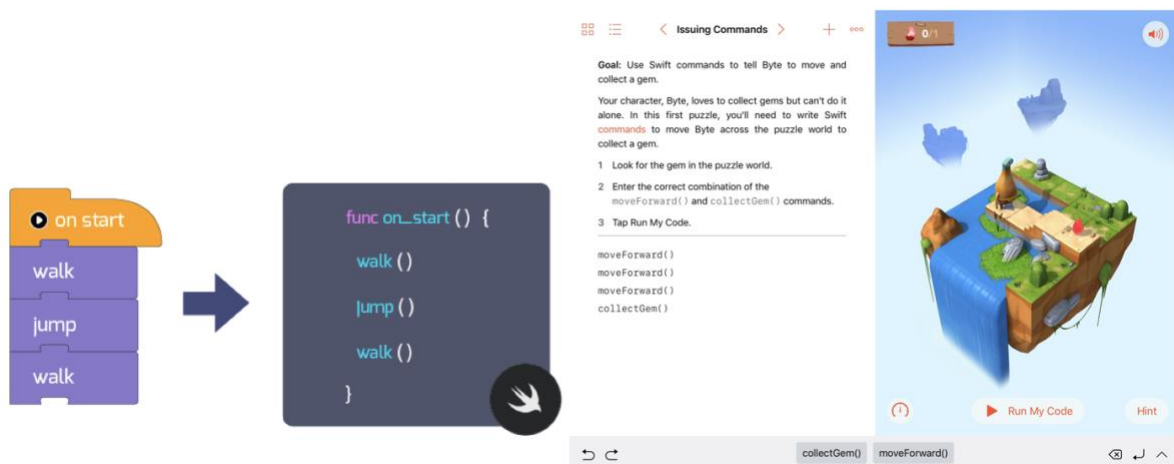 on start
walk
jump
walk
func on_start () {
walk ()
Jump ()
walk ()
}
Issuing Commands
Goal: Use Swift commands to tell Byte to move and
collect a gem.
Your character, Byte, loves to collect gems but can't do it
alone. In this first puzzle, you'll need to write Swift
commands to move Byte across the puzzle world to
collect a gem.
1 Look for the gem in the puzzle world.
2 Enter the correct combination of the
moveForward() and collectGem() commands.
3 Tap Run My Code.
moveForward()
moveForward()
moveForward()
collectGem()
0/1
Run My Code
Hint
collectGem() moveForward()